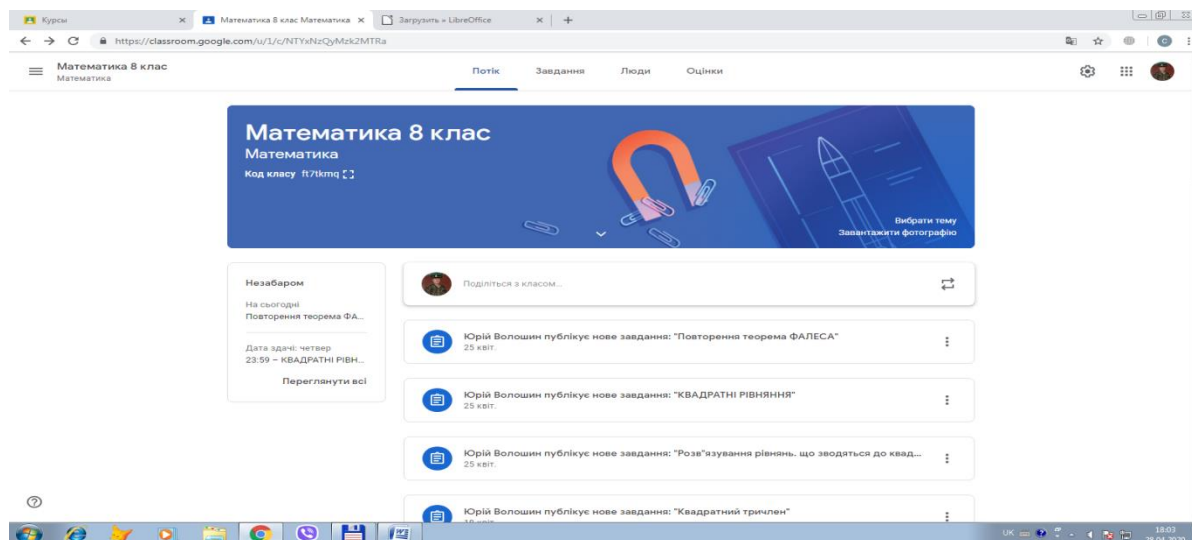 Курсы
Математика 8 клас Математика
Загрузить » LibreOffice
https://classroom.google.com/u/1/c/NTYxNzQyMzk2MTRa
Математика 8 клас
Математика
Потік
Завдання
Люди
Оцінки
Математика 8 клас
Математика
Код класу ft7tkmq
Вибрати тему
Завантажити фотографію
Незабаром
На сьогодні
Повторення теорема ФА...
Дата здачі: четвер
23:59 – КВАДРАТНІ РІВН...
Переглянути всі
Поділіться з класом...
Юрій Волошин публікує нове завдання: "Повторення теорема ФАЛЕСА"
25 квіт.
Юрій Волошин публікує нове завдання: "КВАДРАТНІ РІВНЯННЯ"
25 квіт.
Юрій Волошин публікує нове завдання: "Розв"язування рівнянь. що зводяться до квад...
25 квіт.
Юрій Волошин публікує нове завдання: "Квадратний тричлен"
UK
18:03
28.04.2020